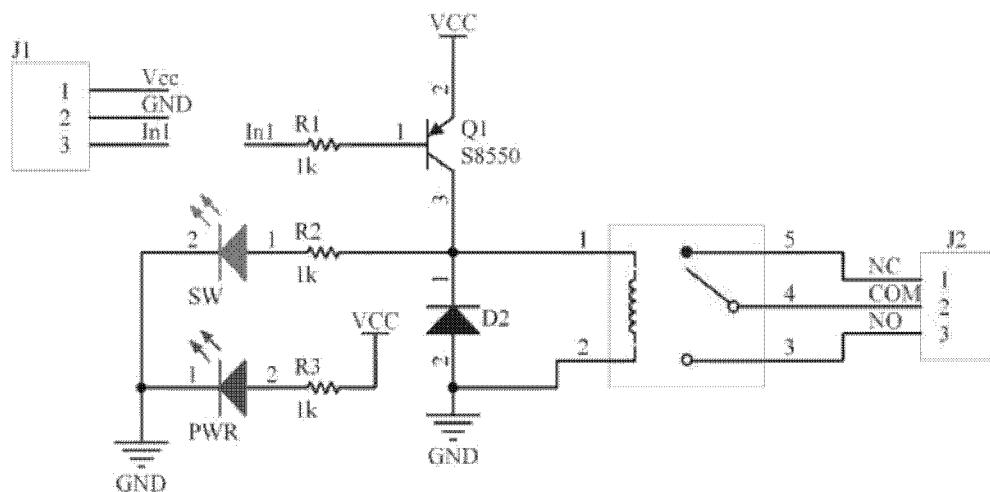 VCC
J1
1 Vcc
2 GND
3 In1
In1 R1 1k
1 2 3
Q1
S8550
2 SW 1 R2 1k
1 D2 2
VCC
1 PWR 2 R3 1k
GND
GND
1 2
5 4 3
NC
COM
NO
J2
1
2
3